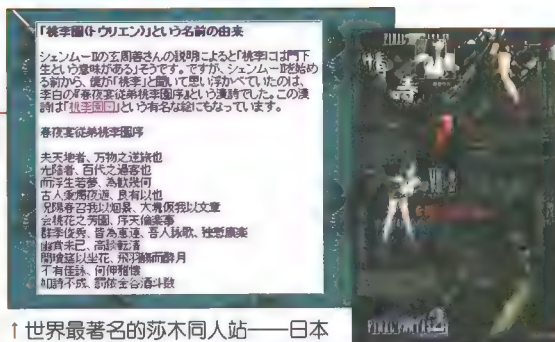 「桃李園(トウリエン)」という名前の由来
シェンムーⅡの玄周善さんの説明によると「桃李には門下
生という意味がある」そうです。ですが、シェンムーⅡを始め
る前から、僕が「桃李」と聞いて思い浮かべていたのは、
李白の『春夜宴従弟桃李園序』という漢詩でした。この漢
詩は「桃李園図」という有名な絵にもなっています。
春夜宴従弟桃李園序
夫天地者、万物之逆旅也
光陰者、百代之過客也
而浮生若夢、為歓幾何
古人秉燭夜遊、良有以也
況陽春召我以烟景、大塊仮我以文章
会桃花之芳園、序天倫楽事
群季俊秀、皆為恵連、吾人詠歌、独慙康楽
幽賞未已、高談転清
開瓊筵以坐花、飛羽觴而酔月
不有佳詠、何伸雅懐
如詩不成、罰依金谷酒斗数
↑世界最著名的莎木同人站——日本